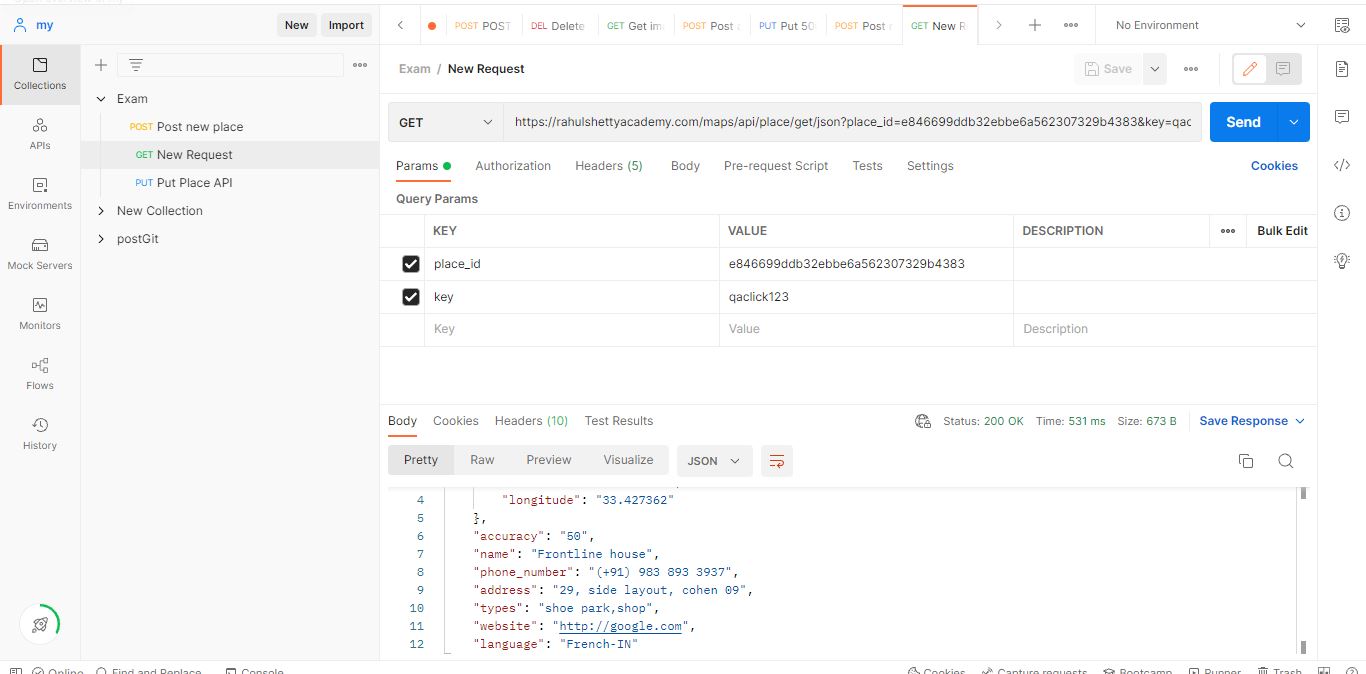 my
New
Import
POST POST
DEL Delete
GET Get im
POST Post
PUT Put 50
POST Post
GET New R
No Environment
Collections
APIs
Environments
Mock Servers
Monitors
Flows
History
Exam
POST Post new place
GET New Request
PUT Put Place API
New Collection
postGit
Exam / New Request
Save
GET
https://rahulshettyacademy.com/maps/api/place/get/json?place_id=e846699ddb32ebbe6a562307329b4383&key=qac
Send
Params Authorization Headers (5) Body Pre-request Script Tests Settings Cookies
Query Params
KEY VALUE DESCRIPTION ••• Bulk Edit
place_id e846699ddb32ebbe6a562307329b4383
key qaclick123
Key Value Description
Body Cookies Headers (10) Test Results Status: 200 OK Time: 531 ms Size: 673 B Save Response
Pretty Raw Preview Visualize JSON
4 "longitude": "33.427362"
5 },
6 "accuracy": "50",
7 "name": "Frontline house",
8 "phone_number": "(+91) 983 893 3937",
9 "address": "29, side layout, cohen 09",
10 "types": "shoe park,shop",
11 "website": "http://google.com",
12 "language": "French-IN"
Online Find and Replace Console Cookies Capture requests Bootcamp Runner Trash